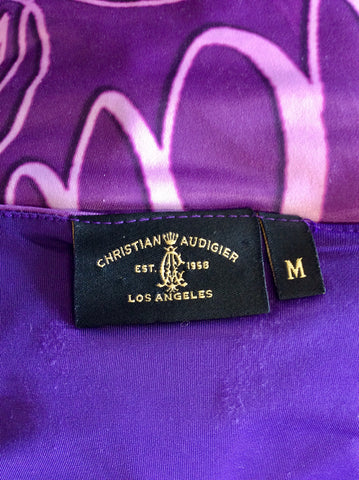 CHRISTIAN AUDIGIER
EST. 1958
LOS ANGELES
M